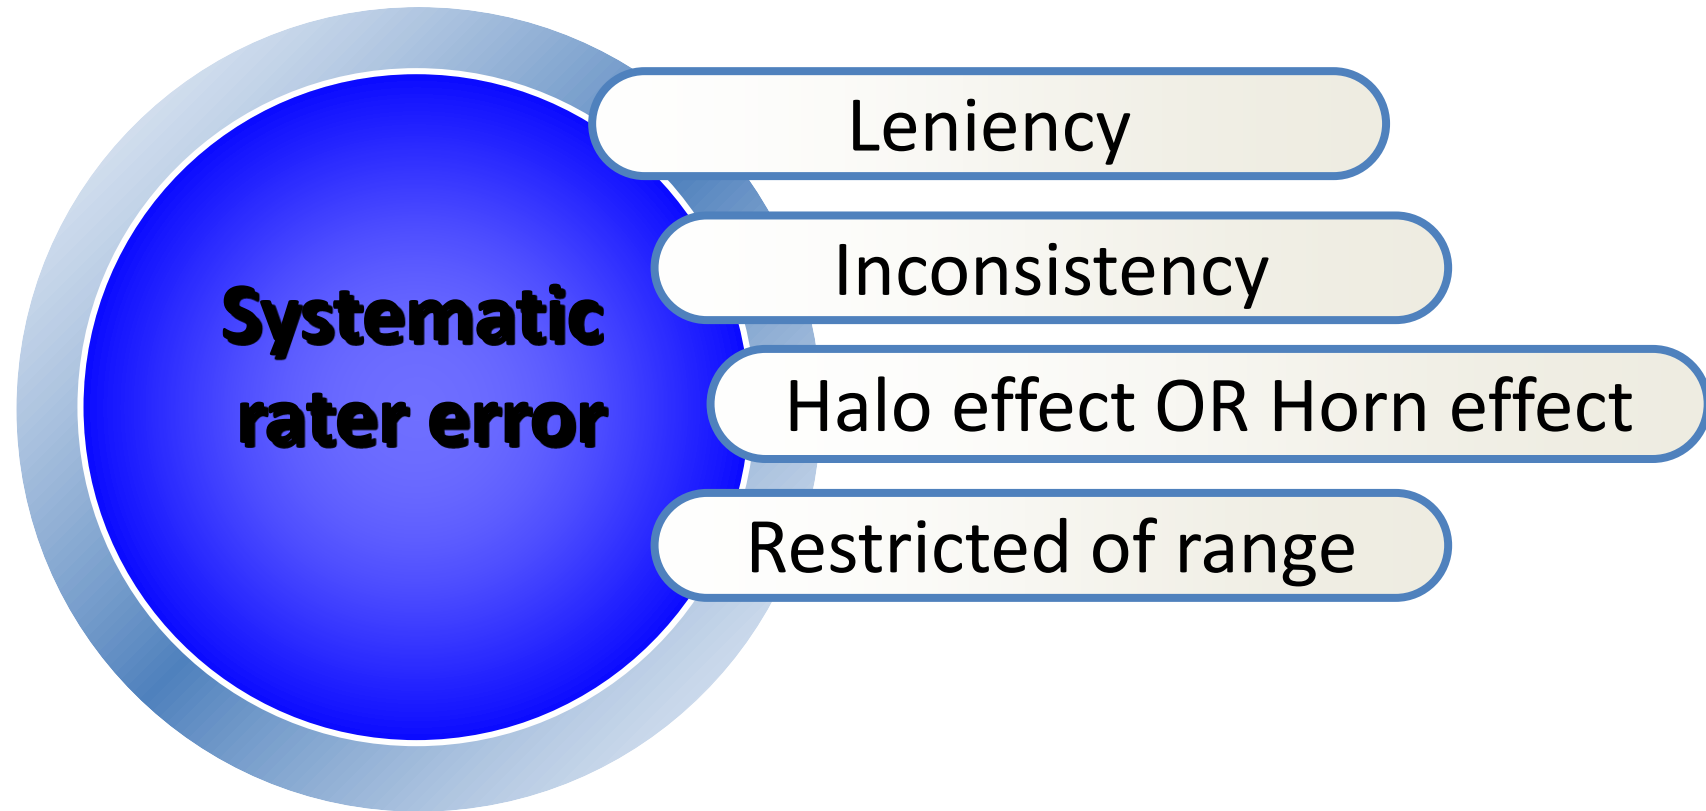 Systematic
rater error
Leniency
Inconsistency
Halo effect OR Horn effect
Restricted of range